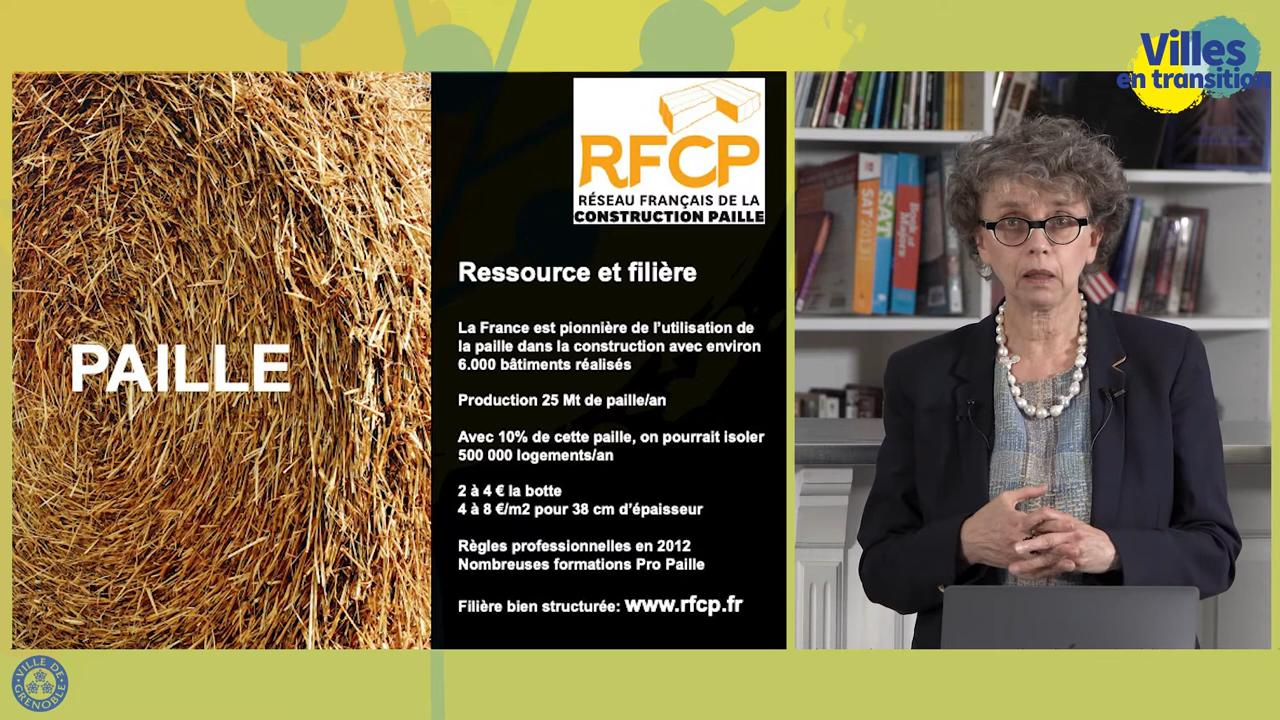 Villes
en transition
RFCP
RÉSEAU FRANÇAIS DE LA
CONSTRUCTION PAILLE
PAILLE
Ressource et filière
La France est pionnière de l'utilisation de
la paille dans la construction avec environ
6.000 bâtiments réalisés
Production 25 Mt de paille/an
Avec 10% de cette paille, on pourrait isoler
500 000 logements/an
2 à 4 € la botte
4 à 8 €/m2 pour 38 cm d'épaisseur
Règles professionnelles en 2012
Nombreuses formations Pro Paille
Filière bien structurée: www.rfcp.fr
SAT
Book of
Majors
VILLE DE
GRENOBLE